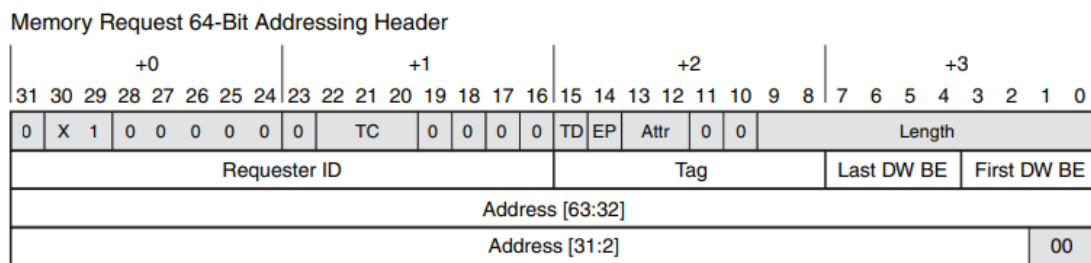 Memory Request 64-Bit Addressing Header
+0 +1 +2 +3
31 30 29 28 27 26 25 24 23 22 21 20 19 18 17 16 15 14 13 12 11 10 9 8 7 6 5 4 3 2 1 0
0 X 1 0 0 0 0 0 0 TC 0 0 0 0 TD EP Attr 0 0 Length
Requester ID Tag Last DW BE First DW BE
Address [63:32]
Address [31:2] 00